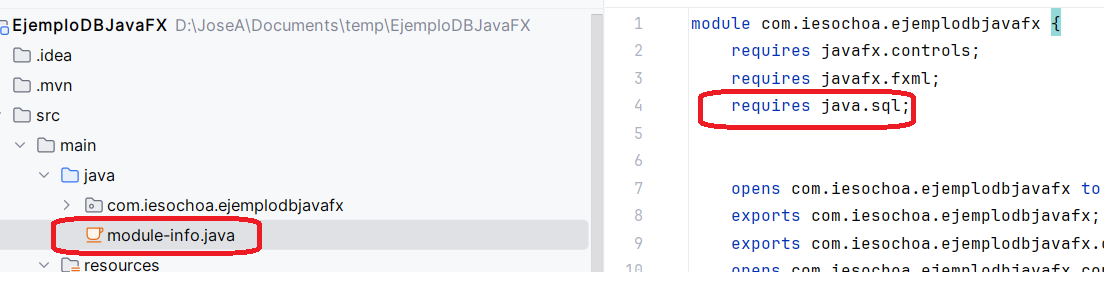 EjemploDBJavaFX D:\JoseA\Documents\temp\EjemploDBJavaFX
.idea
.mvn
src
main
java
com.iesochoa.ejemplodbjavafx
module-info.java
resources
1 module com.iesochoa.ejemplodbjavafx {
2 requires javafx.controls;
3 requires javafx.fxml;
4 requires java.sql;
5
6
7 opens com.iesochoa.ejemplodbjavafx to
8 exports com.iesochoa.ejemplodbjavafx;
9 exports com.iesochoa.ejemplodbjavafx.
10 opens com.iesochoa.ejemplodbjavafx.